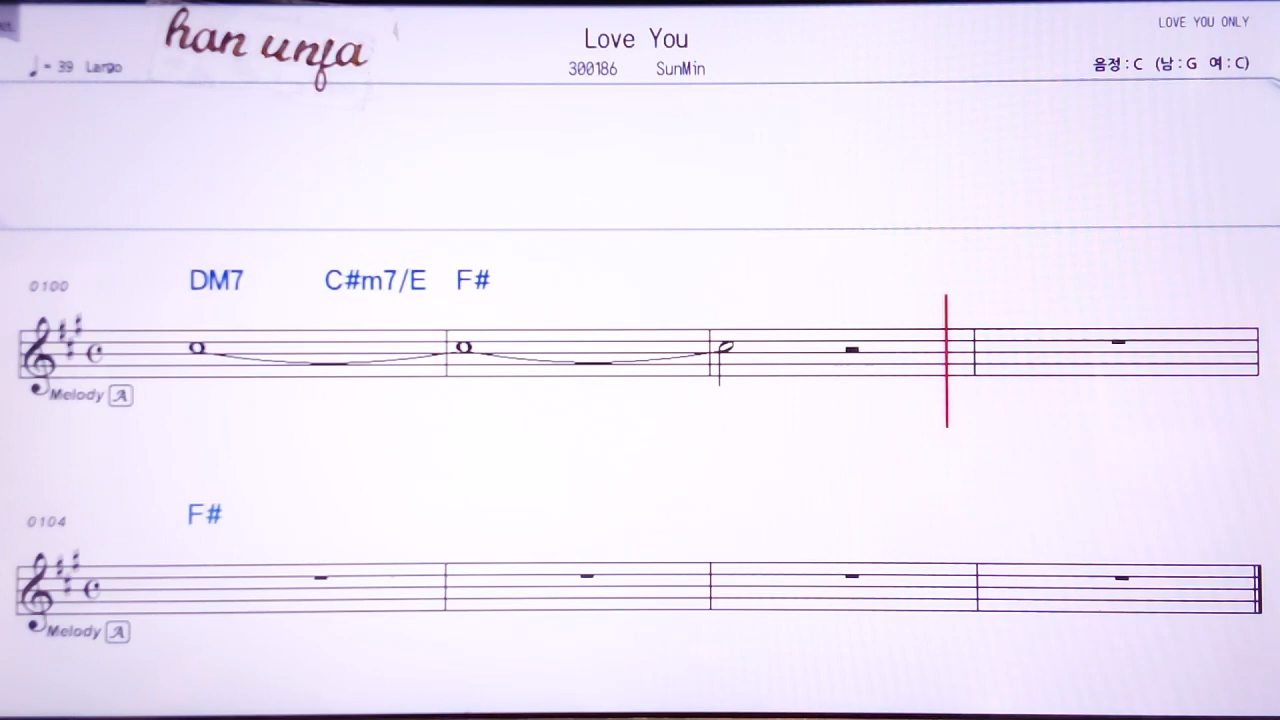 han unja
Love You
LOVE YOU ONLY
♩= 39 Largo
300186 SunMin
음정:C (남:G 여:C)
0100
DM7 C#m7/E F#
Melody A
0104
F#
Melody A